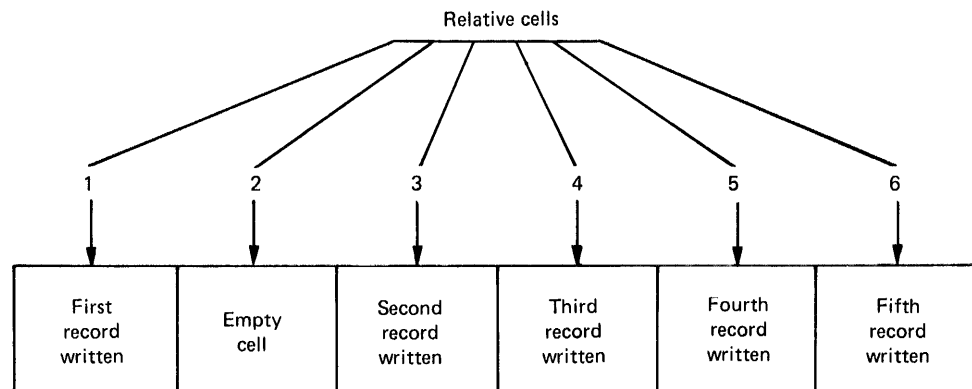 Relative cells
1 2 3 4 5 6
First
record
written
Empty
cell
Second
record
written
Third
record
written
Fourth
record
written
Fifth
record
written